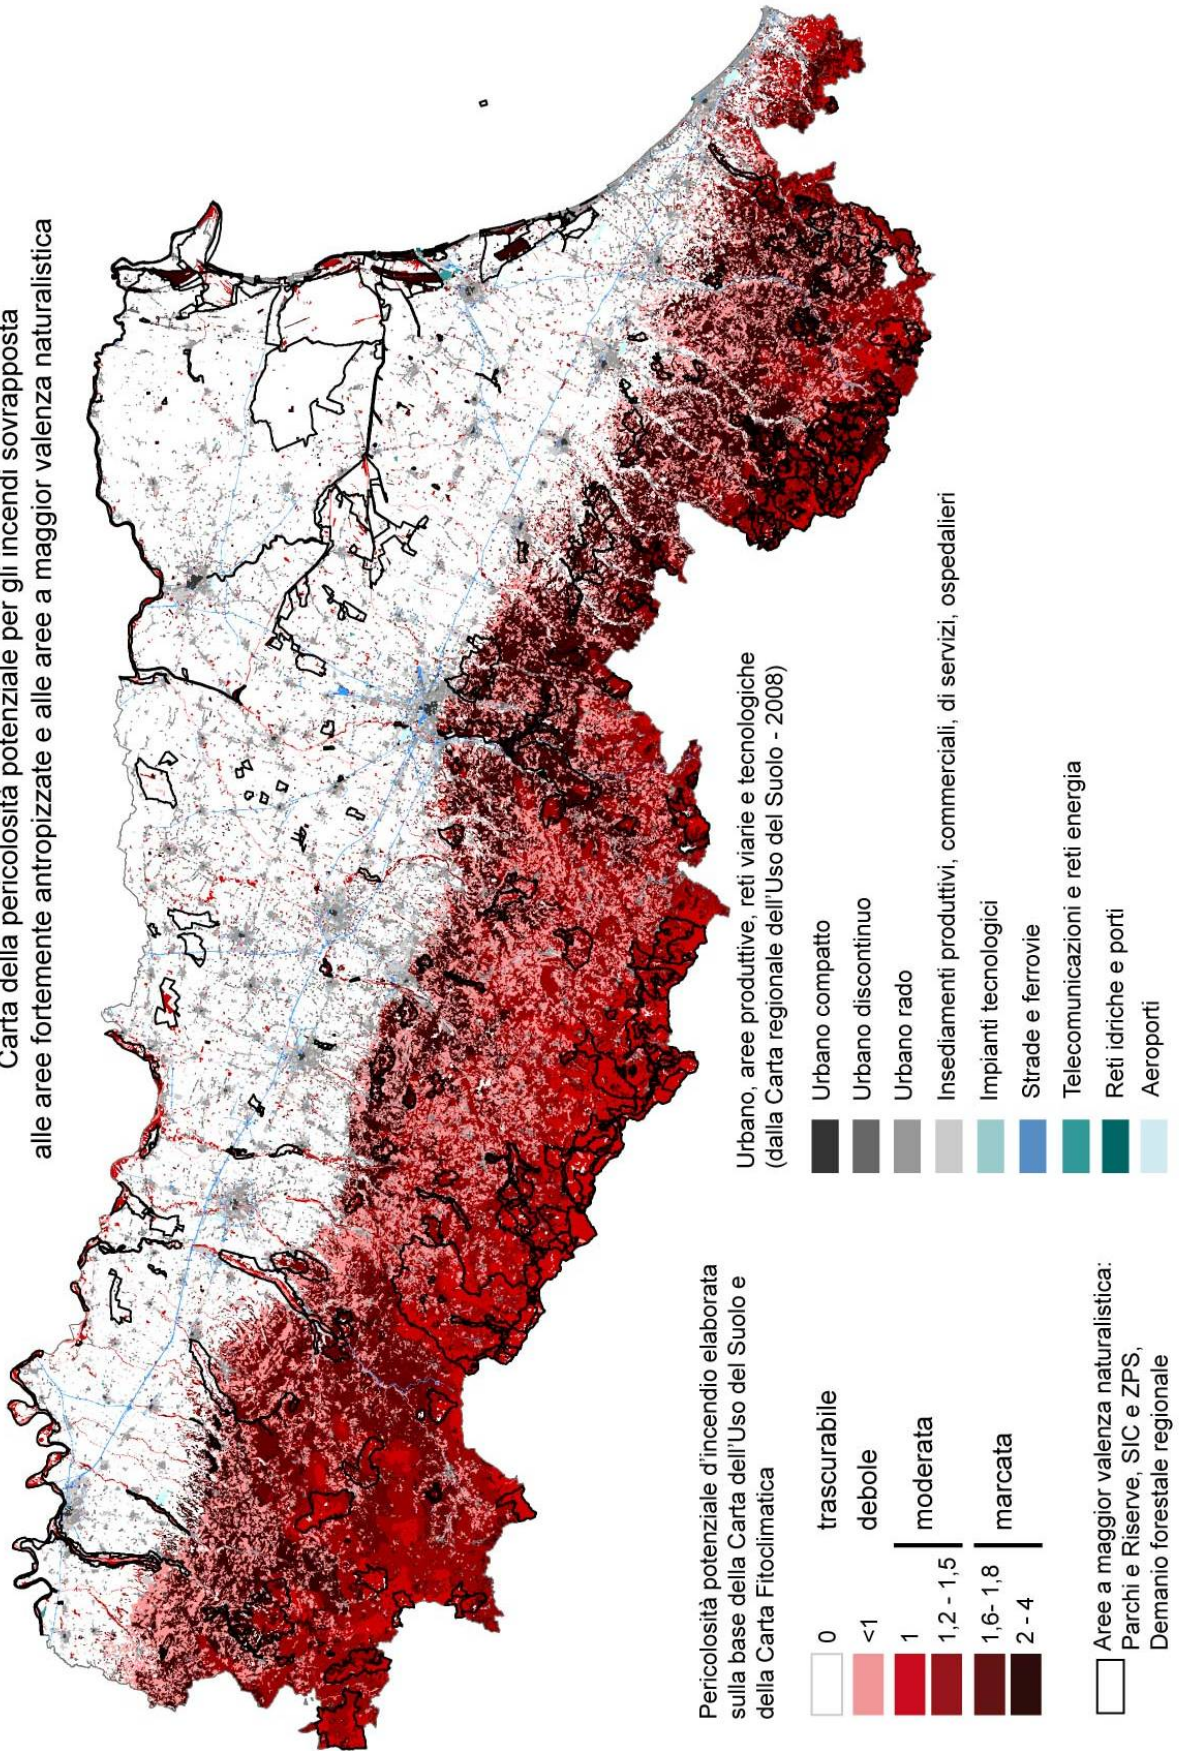 Carta della pericolosità potenziale per gli incendi sovrapposta
alle aree fortemente antropizzate e alle aree a maggior valenza naturalistica
Pericolosità potenziale d'incendio elaborata
sulla base della Carta dell'Uso del Suolo e
della Carta Fitoclimatica
0 trascurabile
<1 debole
1
moderata
1,2 - 1,5
1,6- 1,8
marcata
2 - 4
Aree a maggior valenza naturalistica:
Parchi e Riserve, SIC e ZPS,
Demanio forestale regionale
Urbano, aree produttive, reti viarie e tecnologiche
(dalla Carta regionale dell'Uso del Suolo - 2008)
Urbano compatto
Urbano discontinuo
Urbano rado
Insediamenti produttivi, commerciali, di servizi, ospedalieri
Impianti tecnologici
Strade e ferrovie
Telecomunicazioni e reti energia
Reti idriche e porti
Aeroporti